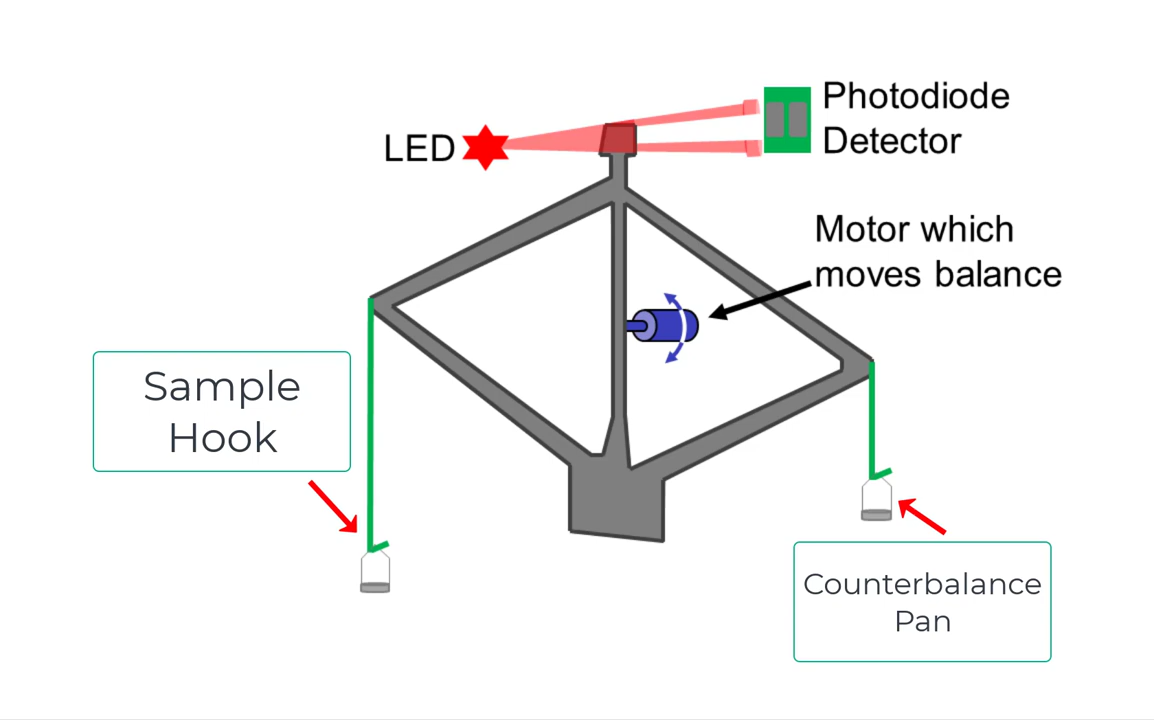 LED
Photodiode
Detector
Motor which
moves balance
Sample
Hook
Counterbalance
Pan